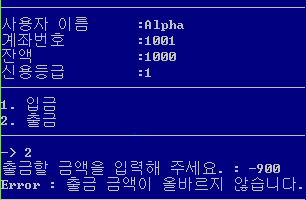 사용자 이름 :Alpha
계좌번호 :1001
잔액 :1000
신용등급 :1
1. 입금
2. 출금
-> 2
출금할 금액을 입력해 주세요. : -900
Error : 출금 금액이 올바르지 않습니다.